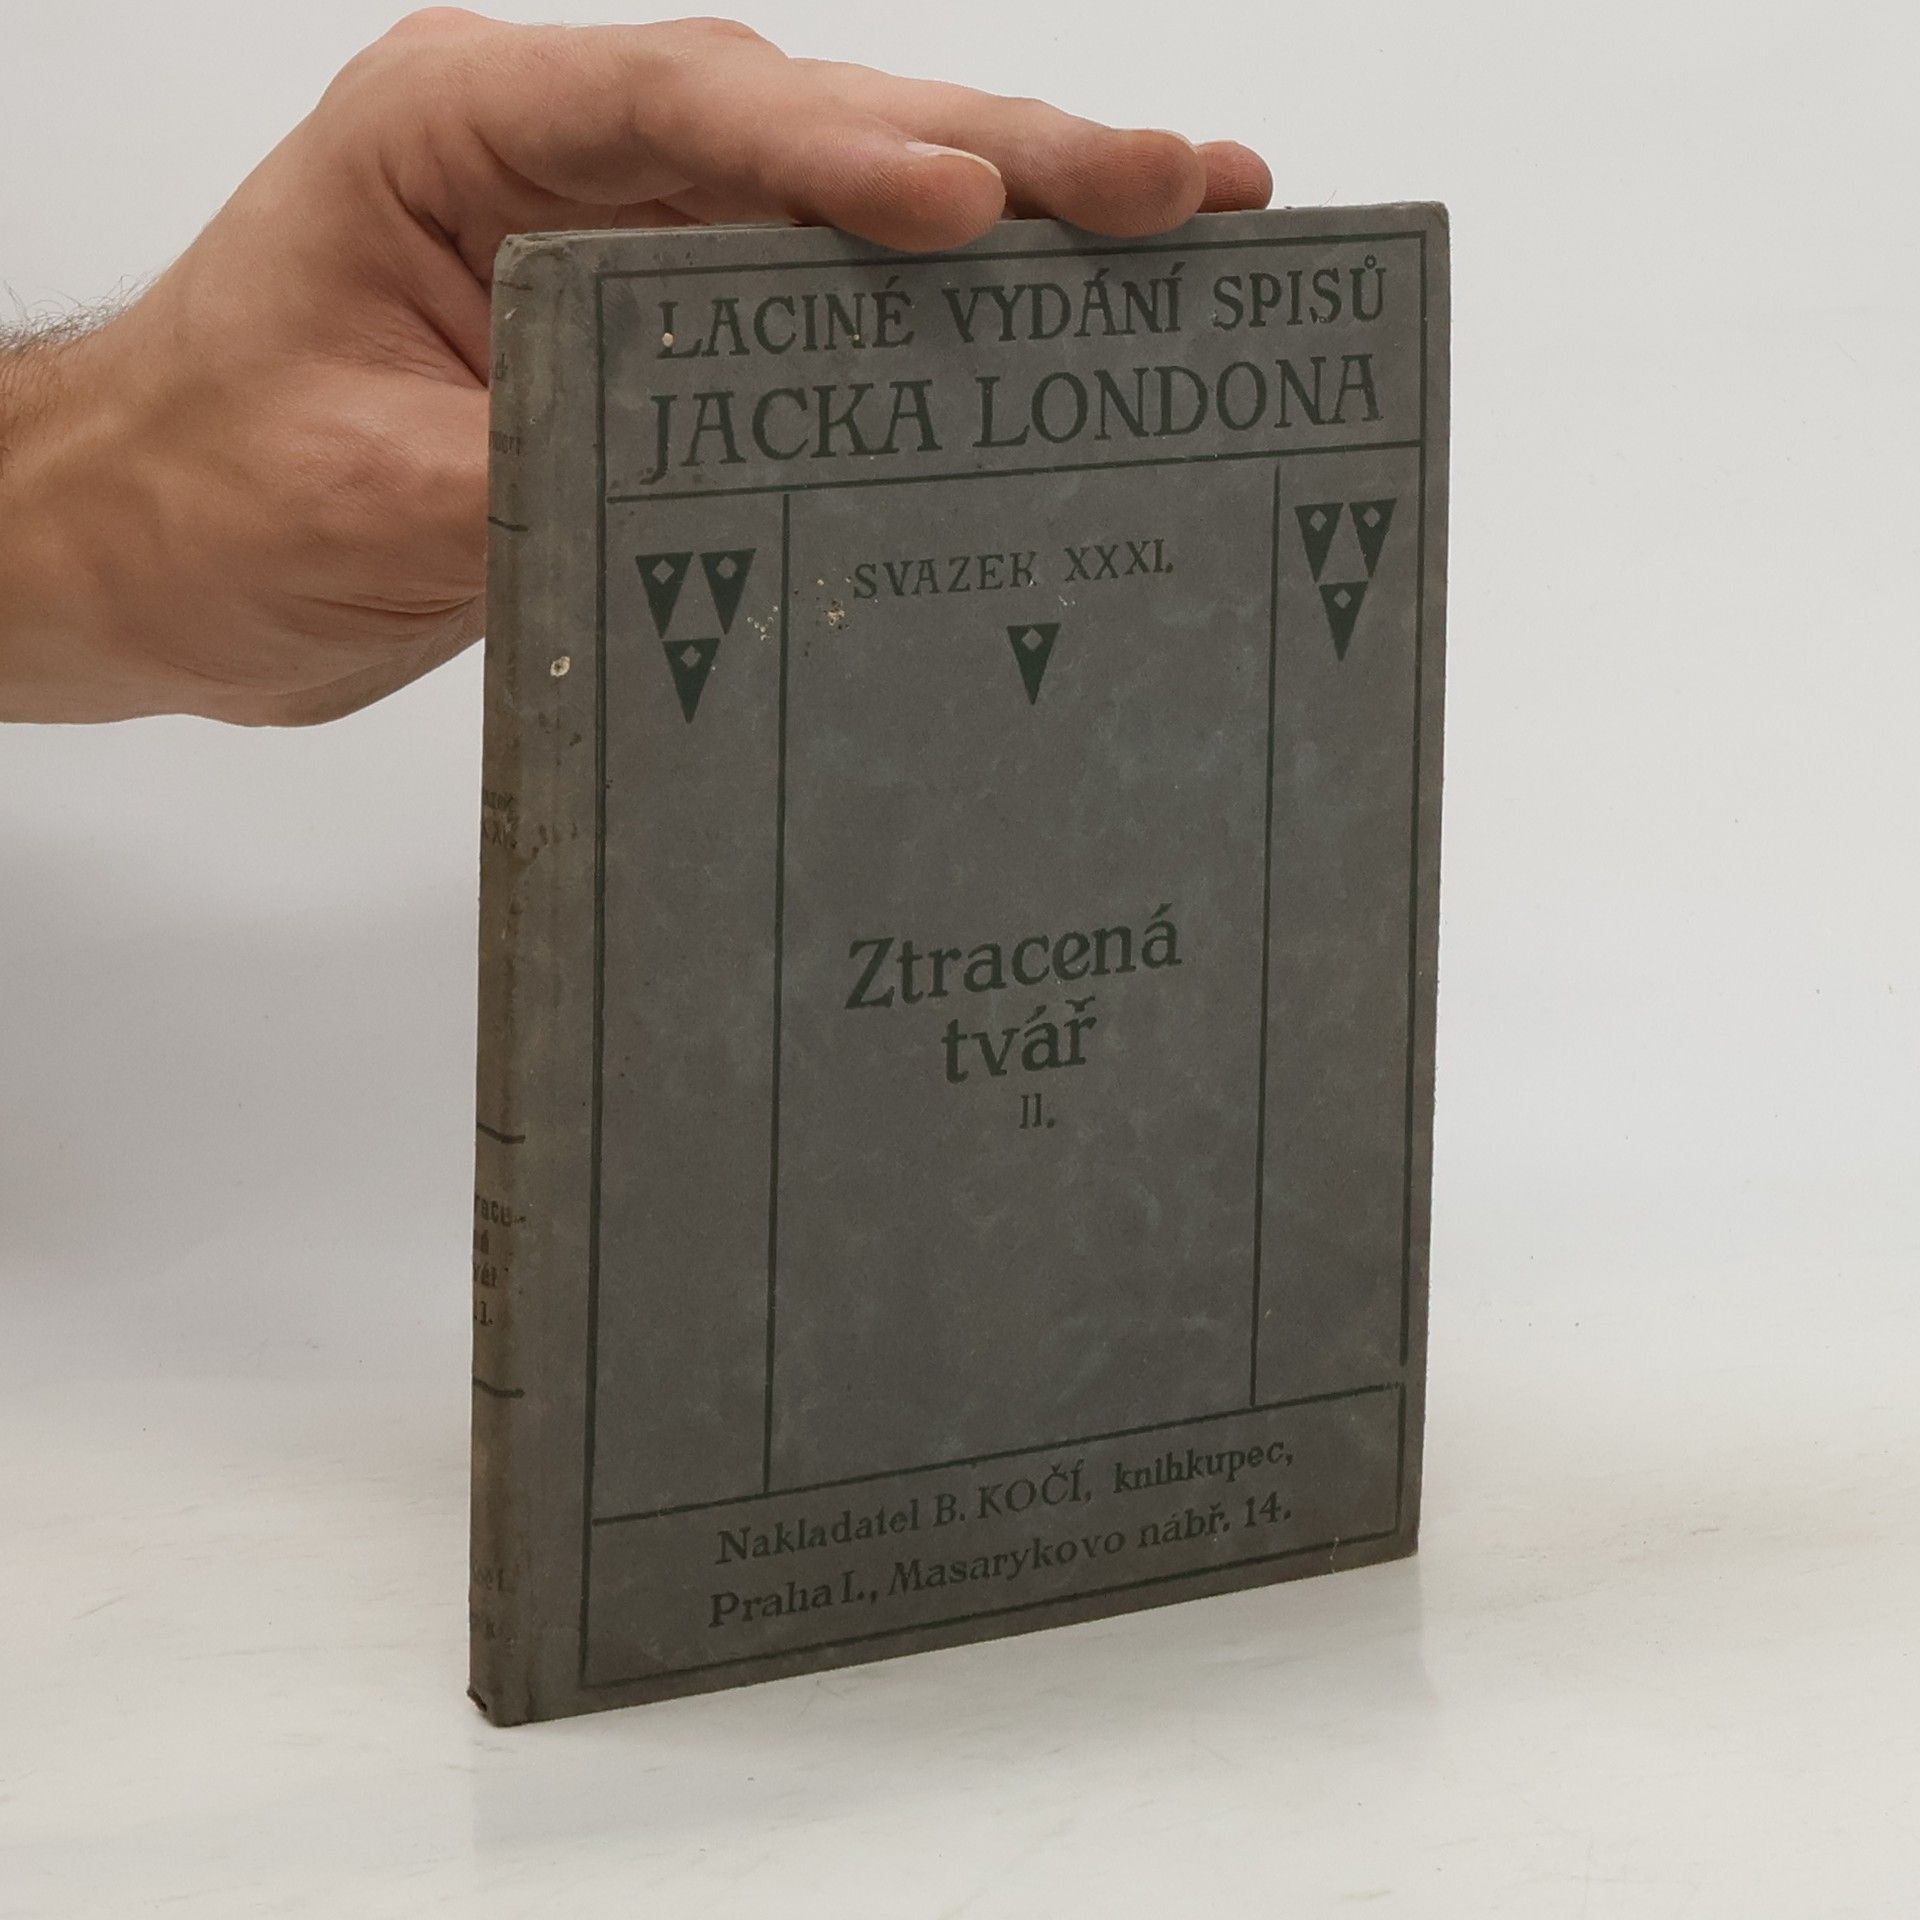 LACINÉ VYDÁNÍ SPISŮ
JACKA LONDONA
SVAZEK XXXI.
Ztracená
tvář
II.
Nakladatel B. KOČÍ, knihkupec,
Praha I., Masarykovo nábř. 14.